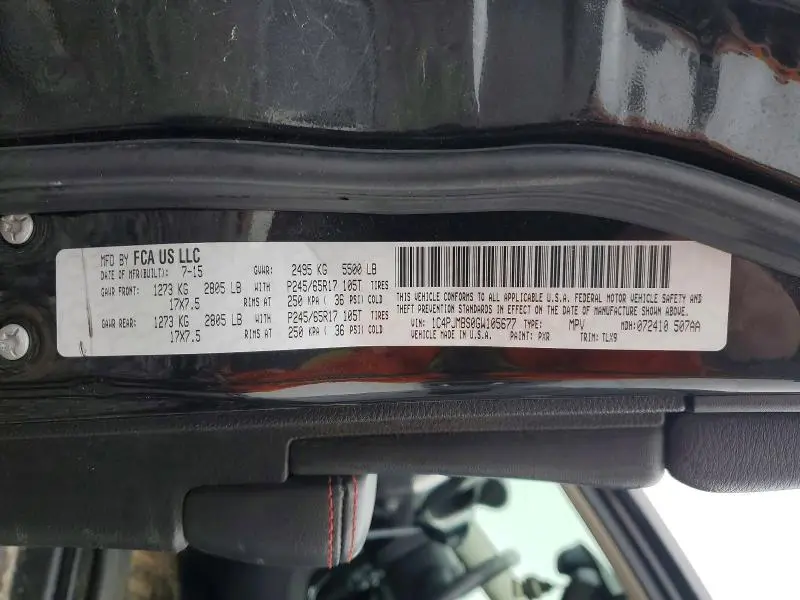 MFD BY FCA US LLC
DATE OF MFR(BUILT): 7-15 GVWR: 2495 KG 5500 LB
GAWR FRONT: 1273 KG 2805 LB WITH P245/65R17 105T TIRES
17X7.5 RIMS AT 250 KPA ( 36 PSI) COLD
GAWR REAR: 1273 KG 2805 LB WITH P245/65R17 105T TIRES
17X7.5 RIMS AT 250 KPA ( 36 PSI) COLD
THIS VEHICLE CONFORMS TO ALL APPLICABLE U.S.A. FEDERAL MOTOR VEHICLE SAFETY, BUMPER AND
THEFT PREVENTION STANDARDS IN EFFECT ON THE DATE OF MANUFACTURE SHOWN ABOVE.
VIN: 1C4PJMBS0GW105677 TYPE: MPV MDH: 072410 507AA
VEHICLE MADE IN U.S.A. PAINT: PXR TRIM: TLX9